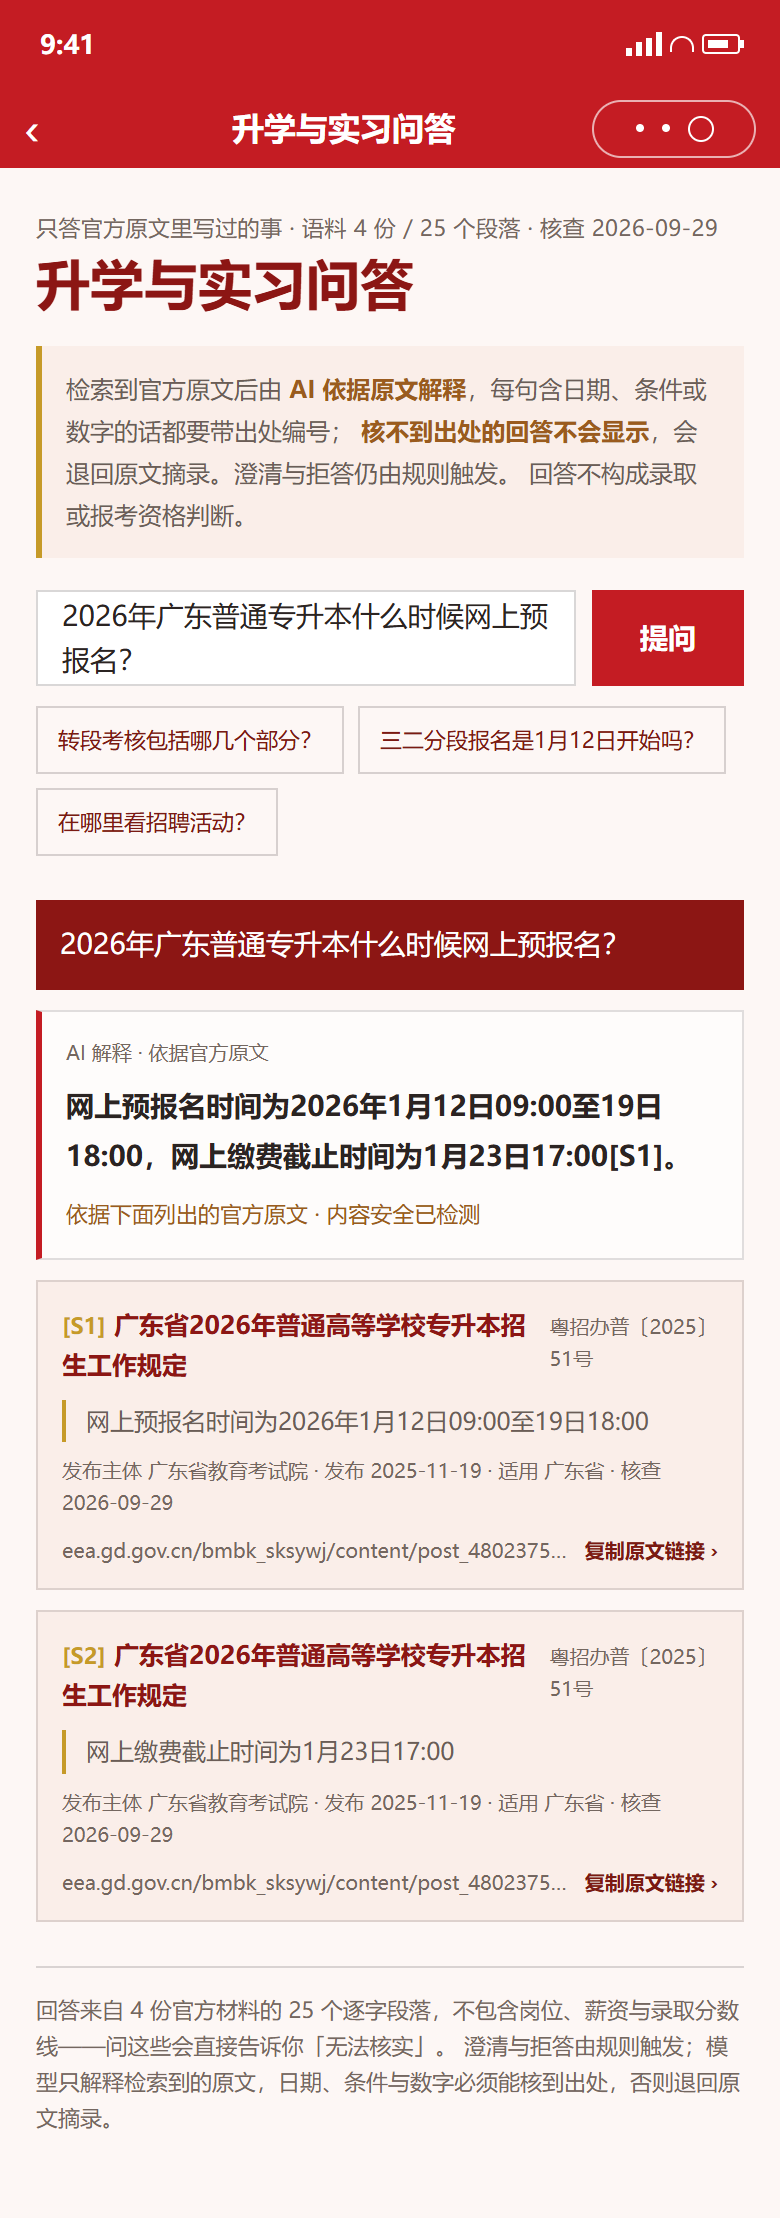 9:41
升学与实习问答
只答官方原文里写过的事 · 语料 4 份 / 25 个段落 · 核查 2026-09-29
升学与实习问答
检索到官方原文后由 AI 依据原文解释，每句含日期、条件或
数字的话都要带出处编号； 核不到出处的回答不会显示，会
退回原文摘录。澄清与拒答仍由规则触发。 回答不构成录取
或报考资格判断。
2026年广东普通专升本什么时候网上预
报名？
提问
转段考核包括哪几个部分？
三二分段报名是1月12日开始吗？
在哪里看招聘活动？
2026年广东普通专升本什么时候网上预报名？
AI 解释 · 依据官方原文
网上预报名时间为2026年1月12日09:00至19日
18:00，网上缴费截止时间为1月23日17:00[S1]。
依据下面列出的官方原文 · 内容安全已检测
[S1] 广东省2026年普通高等学校专升本招
生工作规定
粤招办普〔2025〕
51号
网上预报名时间为2026年1月12日09:00至19日18:00
发布主体 广东省教育考试院 · 发布 2025-11-19 · 适用 广东省 · 核查
2026-09-29
eea.gd.gov.cn/bmbk_sksywj/content/post_4802375...
复制原文链接 ›
[S2] 广东省2026年普通高等学校专升本招
生工作规定
粤招办普〔2025〕
51号
网上缴费截止时间为1月23日17:00
发布主体 广东省教育考试院 · 发布 2025-11-19 · 适用 广东省 · 核查
2026-09-29
eea.gd.gov.cn/bmbk_sksywj/content/post_4802375...
复制原文链接 ›
回答来自 4 份官方材料的 25 个逐字段落，不包含岗位、薪资与录取分数
线——问这些会直接告诉你「无法核实」。 澄清与拒答由规则触发；模
型只解释检索到的原文，日期、条件与数字必须能核到出处，否则退回原
文摘录。